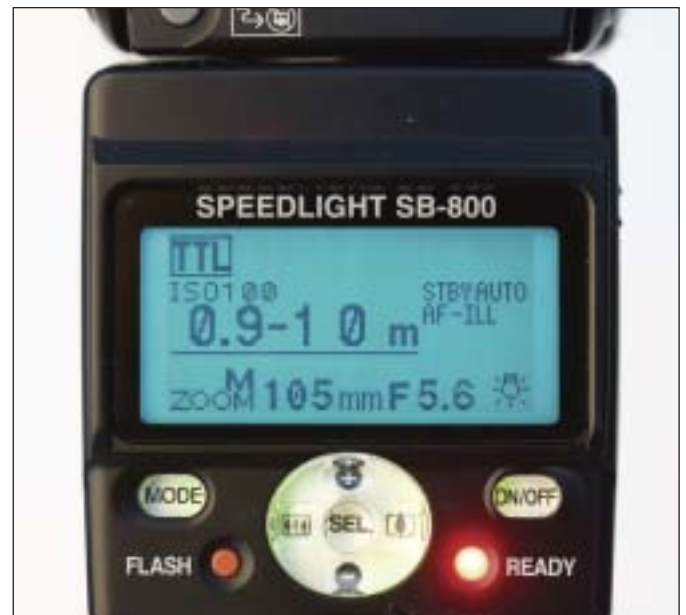 SPEEDLIGHT SB-800
TTL
ISO100
STBY AUTO
0.9-10 m
AF-ILL
M
ZOOM 105mm F5.6
MODE
SEL
ON/OFF
FLASH
READY